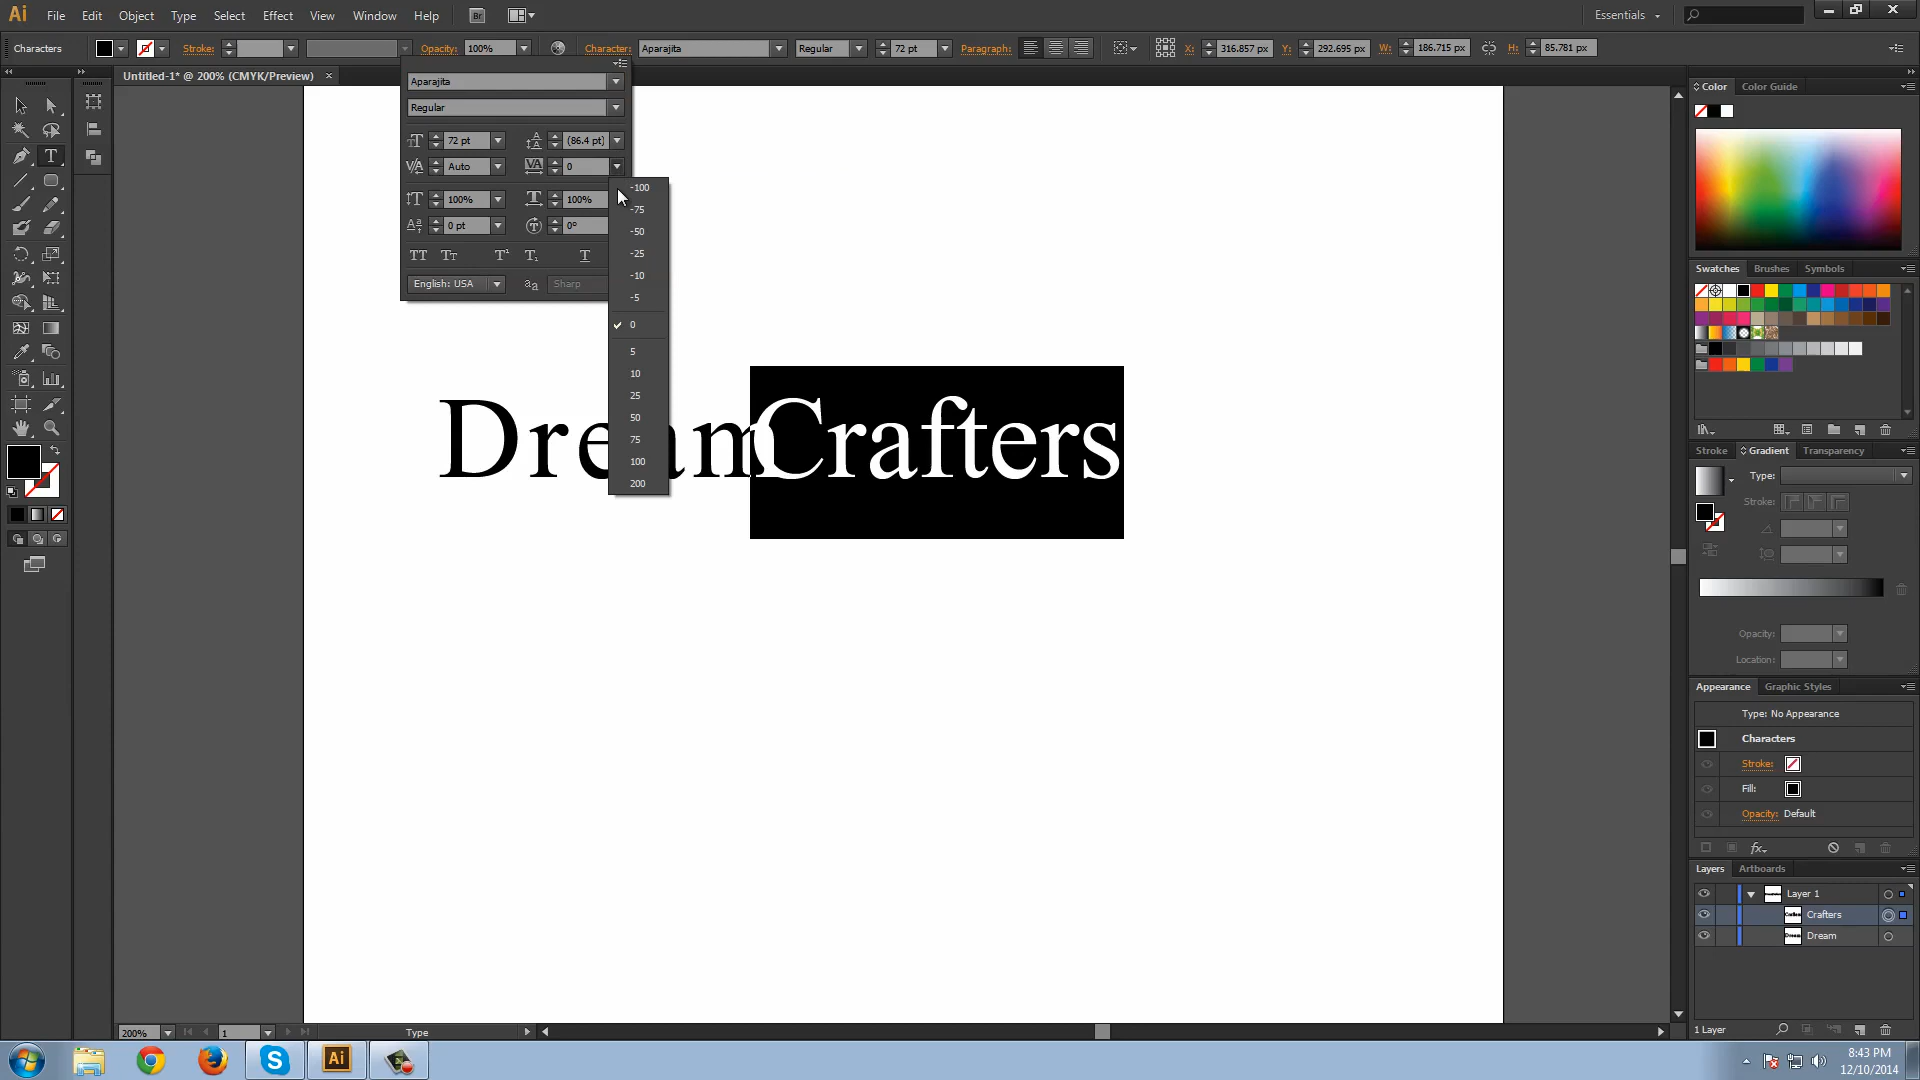 Ai File Edit Object Type Select Effect View Window Help Br Essentials
Characters Stroke: Opacity: 100% Character: Aparajita Regular 72 pt Paragraph: X: 316.857 px Y: 292.695 px W: 186.715 px H: 85.781 px
Untitled-1* @ 200% (CMYK/Preview)
Aparajita
Regular
72 pt (86.4 pt)
Auto 0
100% 100%
0 pt 0°
English: USA Sharp
-100
-75
-50
-25
-10
-5
0
5
10
25
50
75
100
200
Dream Crafters
Color Color Guide
Swatches Brushes Symbols
Stroke Gradient Transparency
Type:
Stroke:
Opacity:
Location:
Appearance Graphic Styles
Type: No Appearance
Characters
Stroke:
Fill:
Opacity: Default
fx
Layers Artboards
Layer 1
Crafters
Dream
1 Layer
200% 1 Type
Ai
8:43 PM
12/10/2014